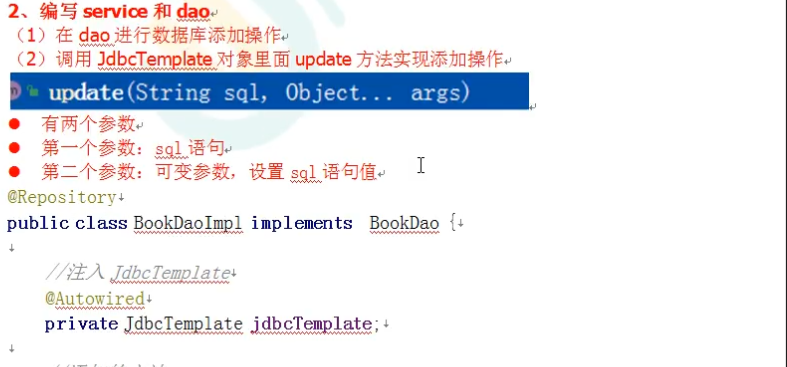 2、编写 service 和 dao
（1）在 dao 进行数据库添加操作
（2）调用 JdbcTemplate 对象里面 update 方法实现添加操作
update(String sql, Object... args)
● 有两个参数
● 第一个参数：sql 语句
● 第二个参数：可变参数，设置 sql 语句值
@Repository
public class BookDaoImpl implements BookDao {
//注入 JdbcTemplate
@Autowired
private JdbcTemplate jdbcTemplate;